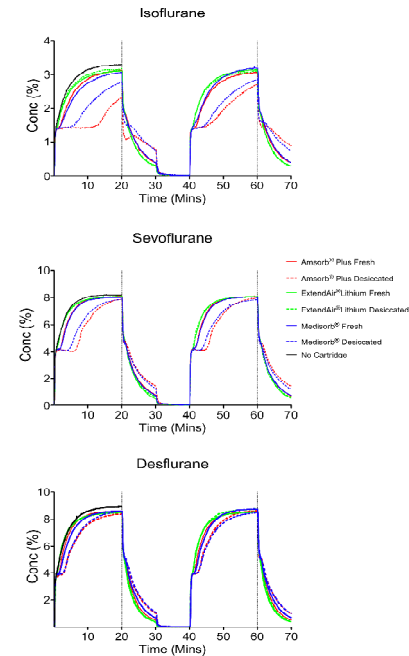 Isoflurane
4
3
2
1
0
Conc (%)
10 20 30 40 50 60 70
Time (Mins)
Sevoflurane
10
8
6
4
2
0
Conc (%)
10 20 30 40 50 60 70
Time (Mins)
Amsorb® Plus Fresh
Amsorb® Plus Desiccated
ExtendAir® Lithium Fresh
ExtendAir® lithium Desiccated
Medisorb® Fresh
Medisorb® Desiccated
No Cartridge
Desflurane
10
8
6
4
2
Conc (%)
10 20 30 40 50 60 70
Time (Mins)